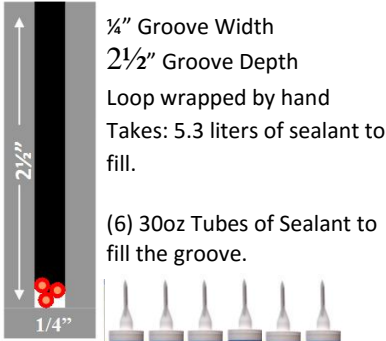 ¼” Groove Width
2½” Groove Depth
Loop wrapped by hand
Takes: 5.3 liters of sealant to
fill.
(6) 30oz Tubes of Sealant to
fill the groove.
2½”
1/4”